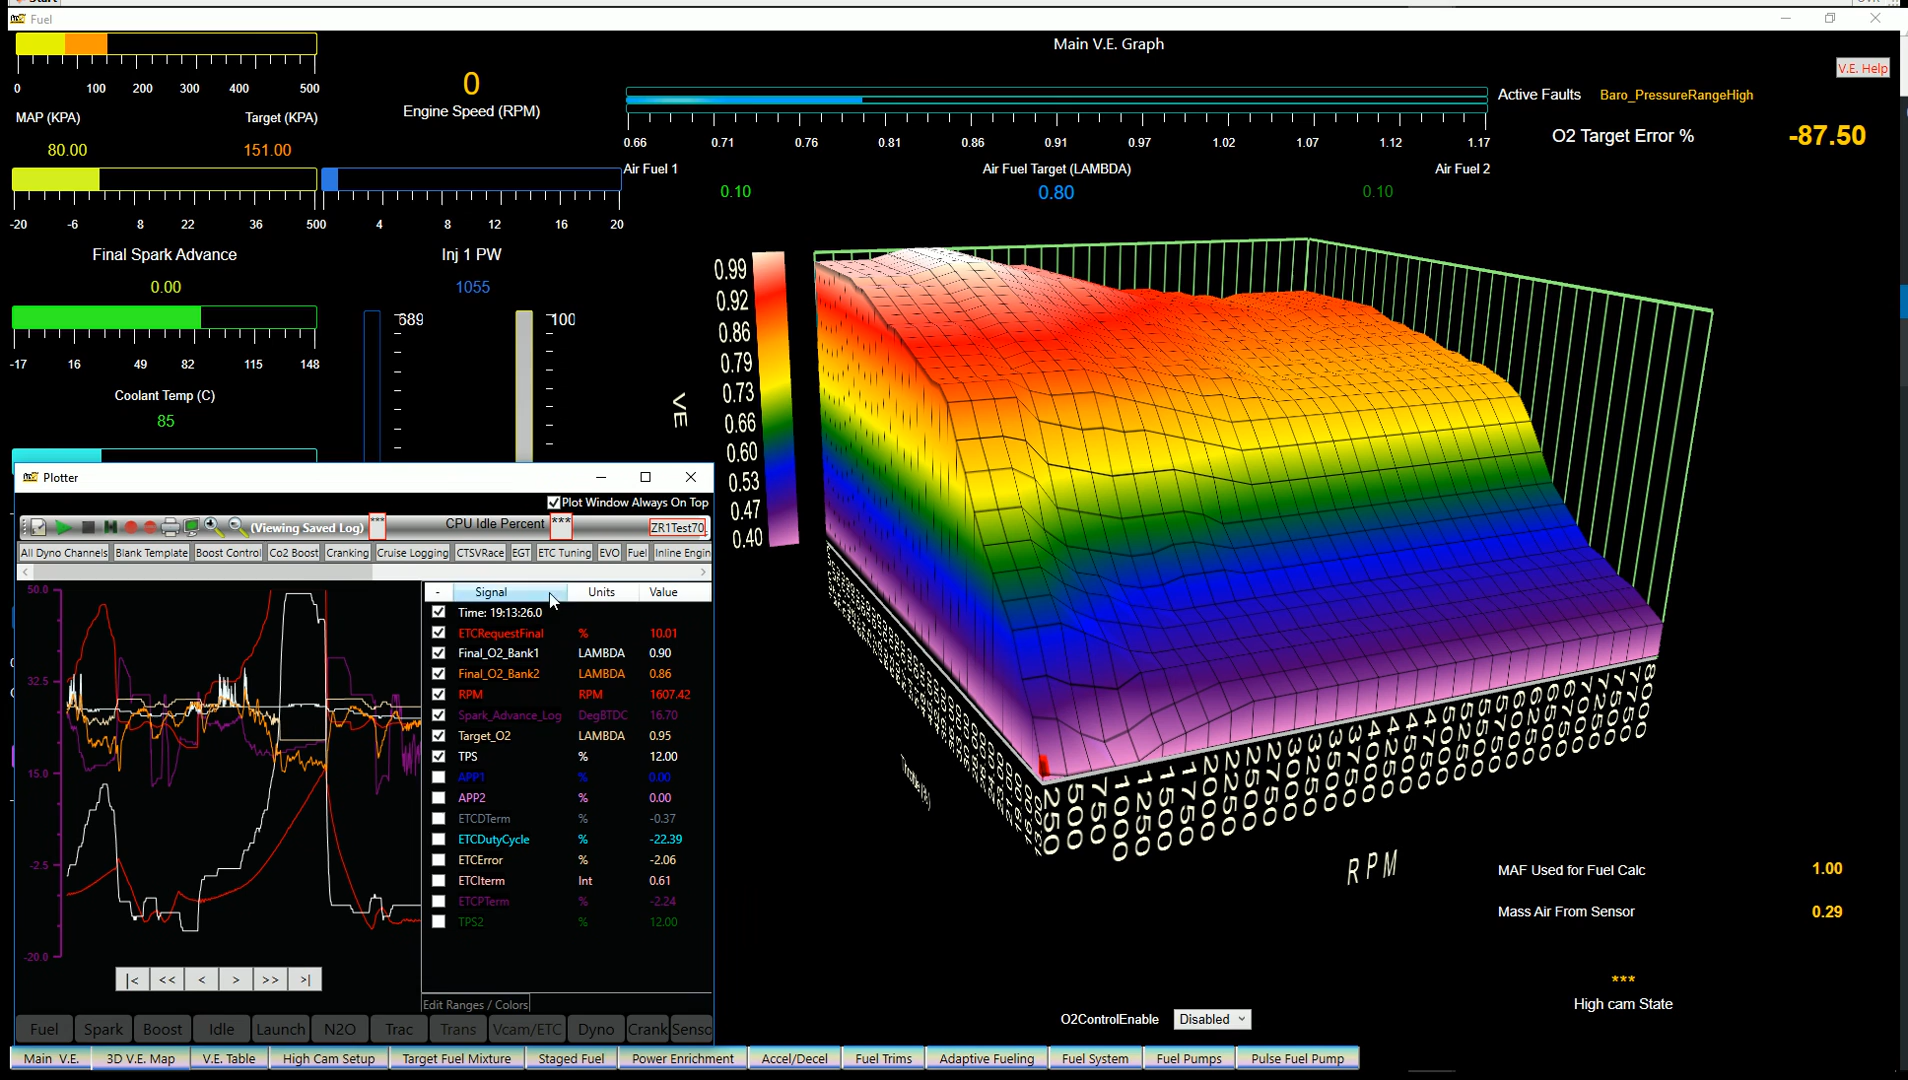 Start
Fuel
Main V.E. Graph
V.E. Help
0 100 200 300 400 500
MAP (KPA) Target (KPA)
80.00 151.00
0
Engine Speed (RPM)
0.66 0.71 0.76 0.81 0.86 0.91 0.97 1.02 1.07 1.12 1.17
Air Fuel 1 Air Fuel Target (LAMBDA) Air Fuel 2
0.10 0.80 0.10
Active Faults Baro_PressureRangeHigh
O2 Target Error % -87.50
-20 -6 8 22 36 500 4 8 12 16 20
Final Spark Advance Inj 1 PW
0.00 1055
-17 16 49 82 115 148
Coolant Temp (C)
85
689 100
VE
0.99
0.92
0.86
0.79
0.73
0.66
0.60
0.53
0.47
0.40
Plotter
Plot Window Always On Top
(Viewing Saved Log) *** CPU Idle Percent *** ZR1Test70
All Dyno Channels Blank Template Boost Control Co2 Boost Cranking Cruise Logging CTSVRace EGT ETC Tuning EVO Fuel Inline Engin
50.0
32.5
15.0
-2.5
-20.0
- Signal Units Value
Time: 19:13:26.0
ETCRequestFinal % 10.01
Final_O2_Bank1 LAMBDA 0.90
Final_O2_Bank2 LAMBDA 0.86
RPM RPM 1607.42
Spark_Advance_Log DegBTDC 16.70
Target_O2 LAMBDA 0.95
TPS % 12.00
APP1 % 0.00
APP2 % 0.00
ETCDTerm % -0.37
ETCDutyCycle % -22.39
ETCError % -2.06
ETCIterm Int 0.61
ETCPTerm % -2.24
TPS2 % 12.00
|< << < > >> >|
Edit Ranges / Colors
250 500 750 1000 1250 1500 1750 2000 2250 2500 2750 3000 3250 3500 3750 4000 4250 4500 4750 5000 5250 5500 5700 6000 6250 6500 6750 7000 7250 7500 7750 8000
RPM
MAF Used for Fuel Calc 1.00
Mass Air From Sensor 0.29
***
High cam State
O2ControlEnable Disabled
Fuel Spark Boost Idle Launch N2O Trac Trans Vcam/ETC Dyno Crank Senso
Main V.E. 3D V.E. Map V.E. Table High Cam Setup Target Fuel Mixture Staged Fuel Power Enrichment Accel/Decel Fuel Trims Adaptive Fueling Fuel System Fuel Pumps Pulse Fuel Pump